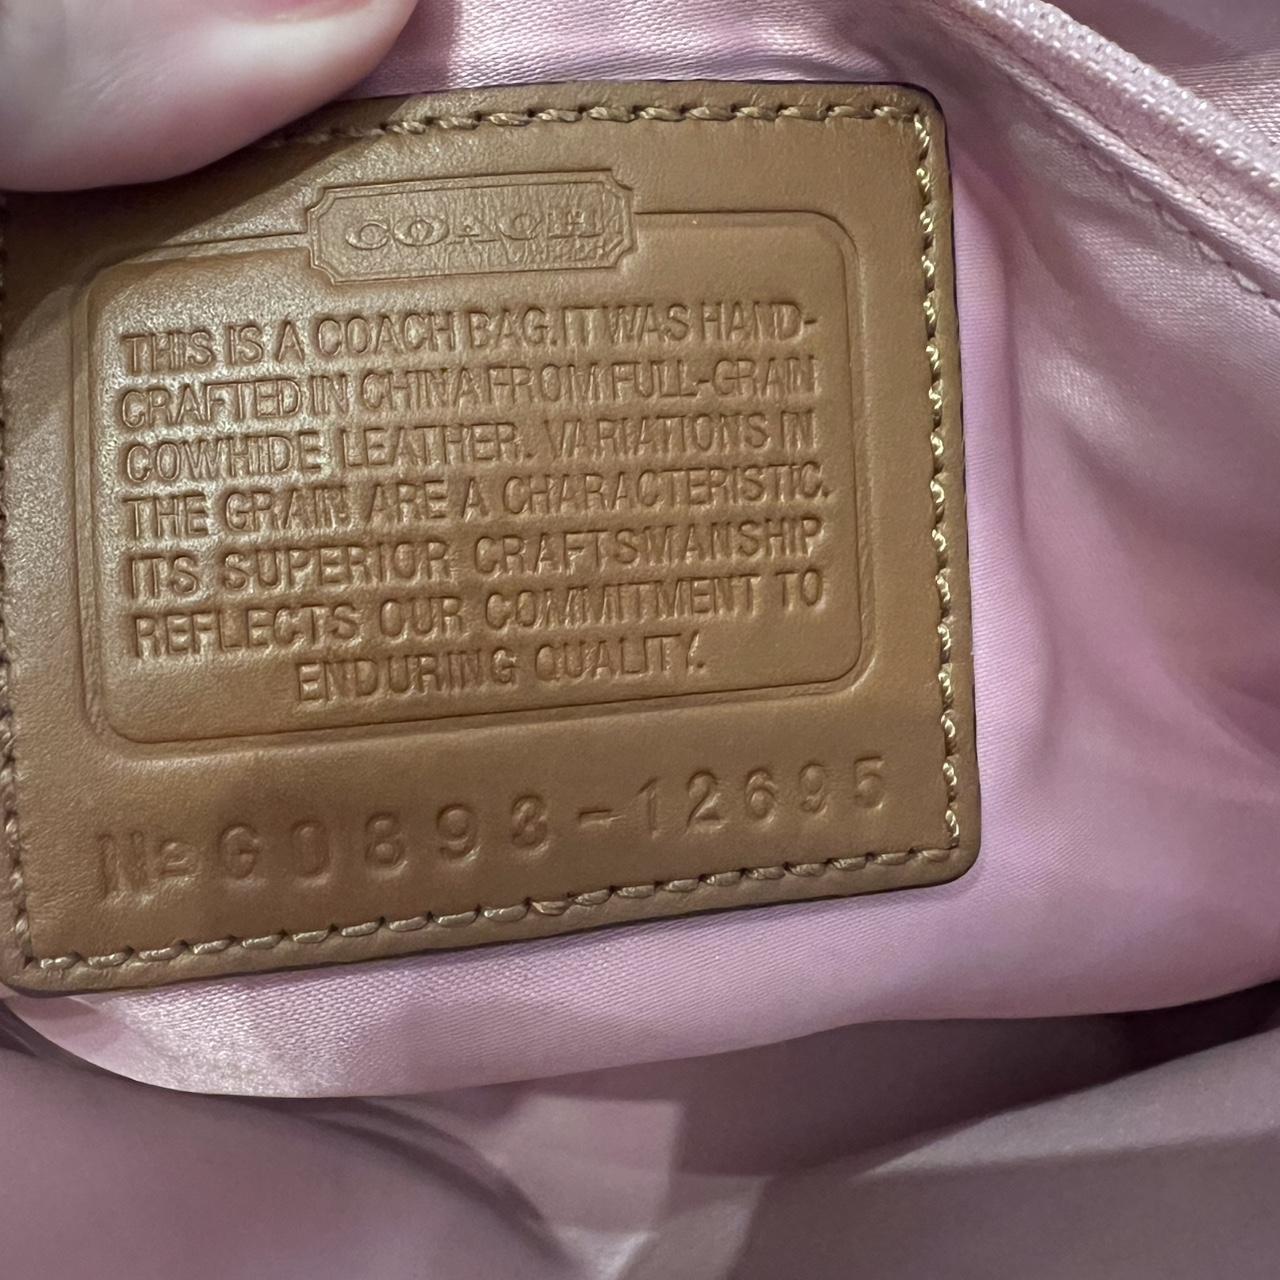 COACH
THIS IS A COACH BAG. IT WAS HAND-
CRAFTED IN CHINA FROM FULL-GRAIN
COWHIDE LEATHER. VARIATIONS IN
THE GRAIN ARE A CHARACTERISTIC.
ITS SUPERIOR CRAFTSMANSHIP
REFLECTS OUR COMMITMENT TO
ENDURING QUALITY.
Nº G0893-12695